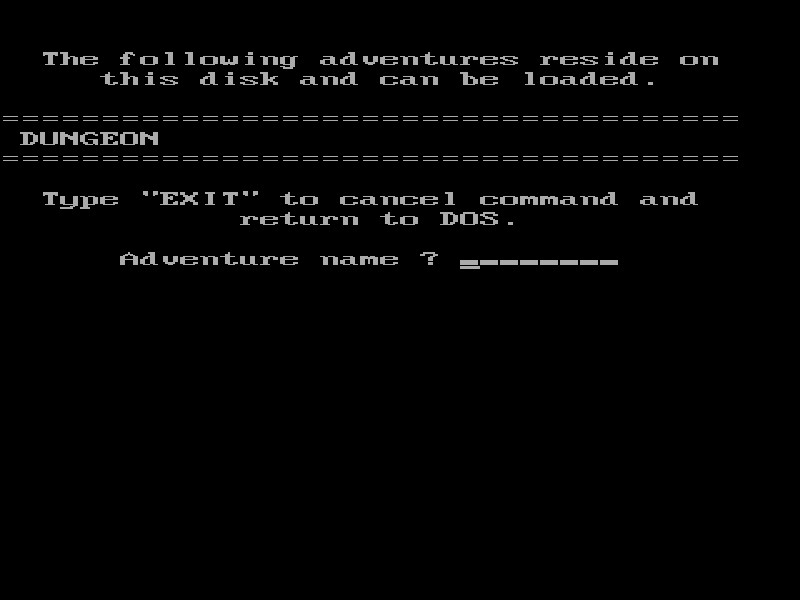 The following adventures reside on
this disk and can be loaded.
=====================================
DUNGEON
=====================================
Type "EXIT" to cancel command and
return to DOS.
Adventure name ? ________